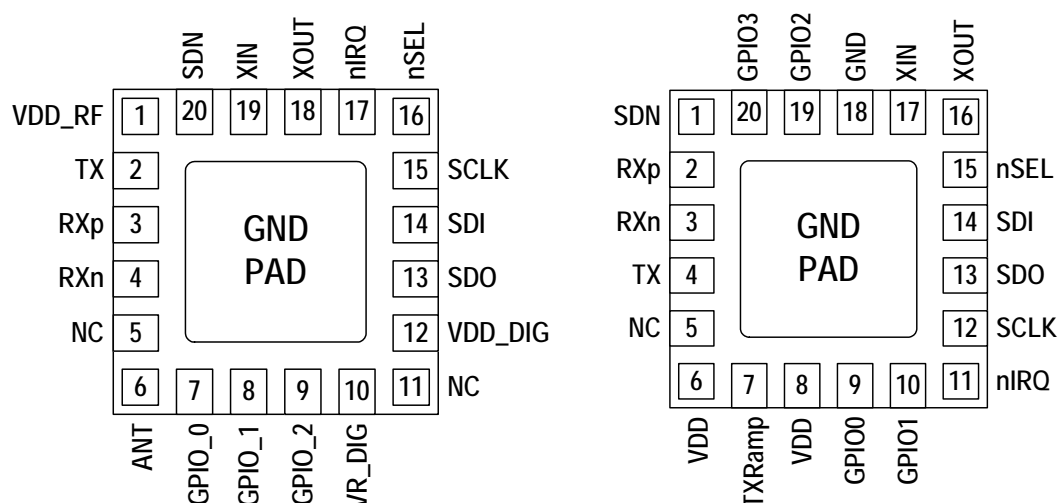 SDN XIN XOUT nIRQ nSEL
20 19 18 17 16
VDD_RF 1
TX 2 15 SCLK
RXp 3 14 SDI
RXn 4 13 SDO
NC 5 12 VDD_DIG
6 7 8 9 10 11 NC
ANT GPIO_0 GPIO_1 GPIO_2 VR_DIG
GND
PAD
GPIO3 GPIO2 GND XIN XOUT
20 19 18 17 16
SDN 1
RXp 2 15 nSEL
RXn 3 14 SDI
TX 4 13 SDO
NC 5 12 SCLK
6 7 8 9 10 11 nIRQ
VDD TXRamp VDD GPIO0 GPIO1
GND
PAD